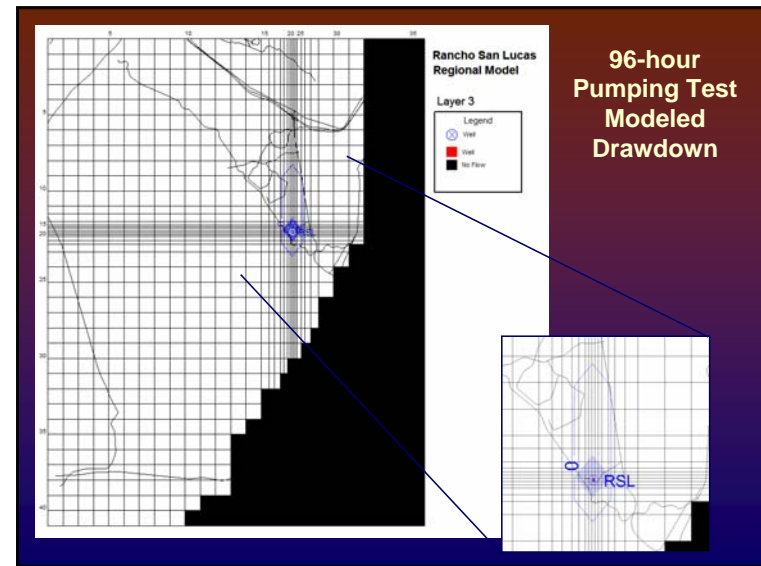 96-hour
Pumping Test
Modeled
Drawdown
Rancho San Lucas
Regional Model
Layer 3
Legend
Well
Well
No Flow
5 10 15 20 25 30 35
5
10
15
20
25
30
35
40
0
RSL